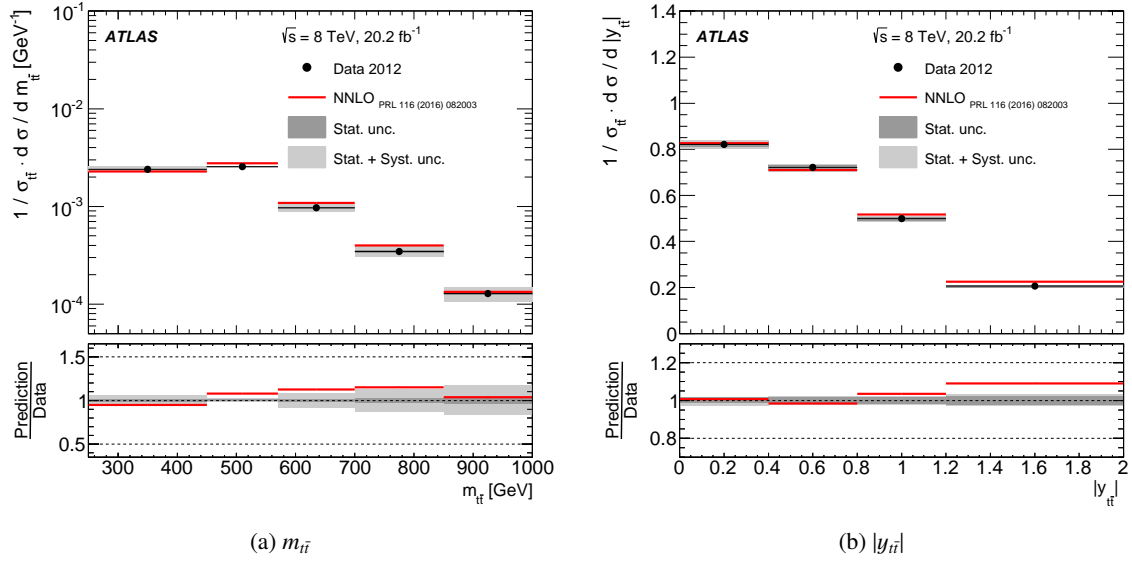 ATLAS
√s = 8 TeV, 20.2 fb⁻¹
Data 2012
NNLO PRL 116 (2016) 082003
Stat. unc.
Stat. + Syst. unc.
1 / σ_tt̄ · d σ / d m_tt̄ [GeV⁻¹]
10⁻¹
10⁻²
10⁻³
10⁻⁴
Prediction
Data
1.5
1
0.5
300 400 500 600 700 800 900 1000
m_tt̄ [GeV]
(a) m_tt̄
ATLAS
√s = 8 TeV, 20.2 fb⁻¹
Data 2012
NNLO PRL 116 (2016) 082003
Stat. unc.
Stat. + Syst. unc.
1 / σ_tt̄ · d σ / d |y_tt̄|
1.4
1.2
1
0.8
0.6
0.4
0.2
0
Prediction
Data
1.2
1
0.8
0 0.2 0.4 0.6 0.8 1 1.2 1.4 1.6 1.8 2
|y_tt̄|
(b) |y_tt̄|